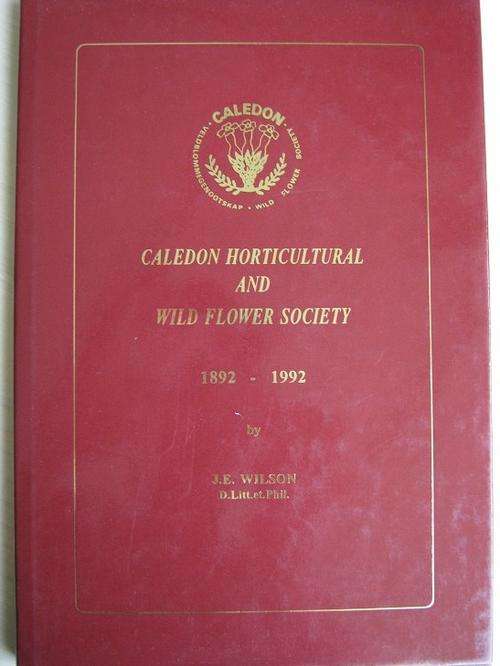 CALEDON
VELDBLOMMEGENOOTSKAP • WILD FLOWER SOCIETY
CALEDON HORTICULTURAL
AND
WILD FLOWER SOCIETY
1892 - 1992
by
J.E. WILSON
D.Litt.et.Phil.